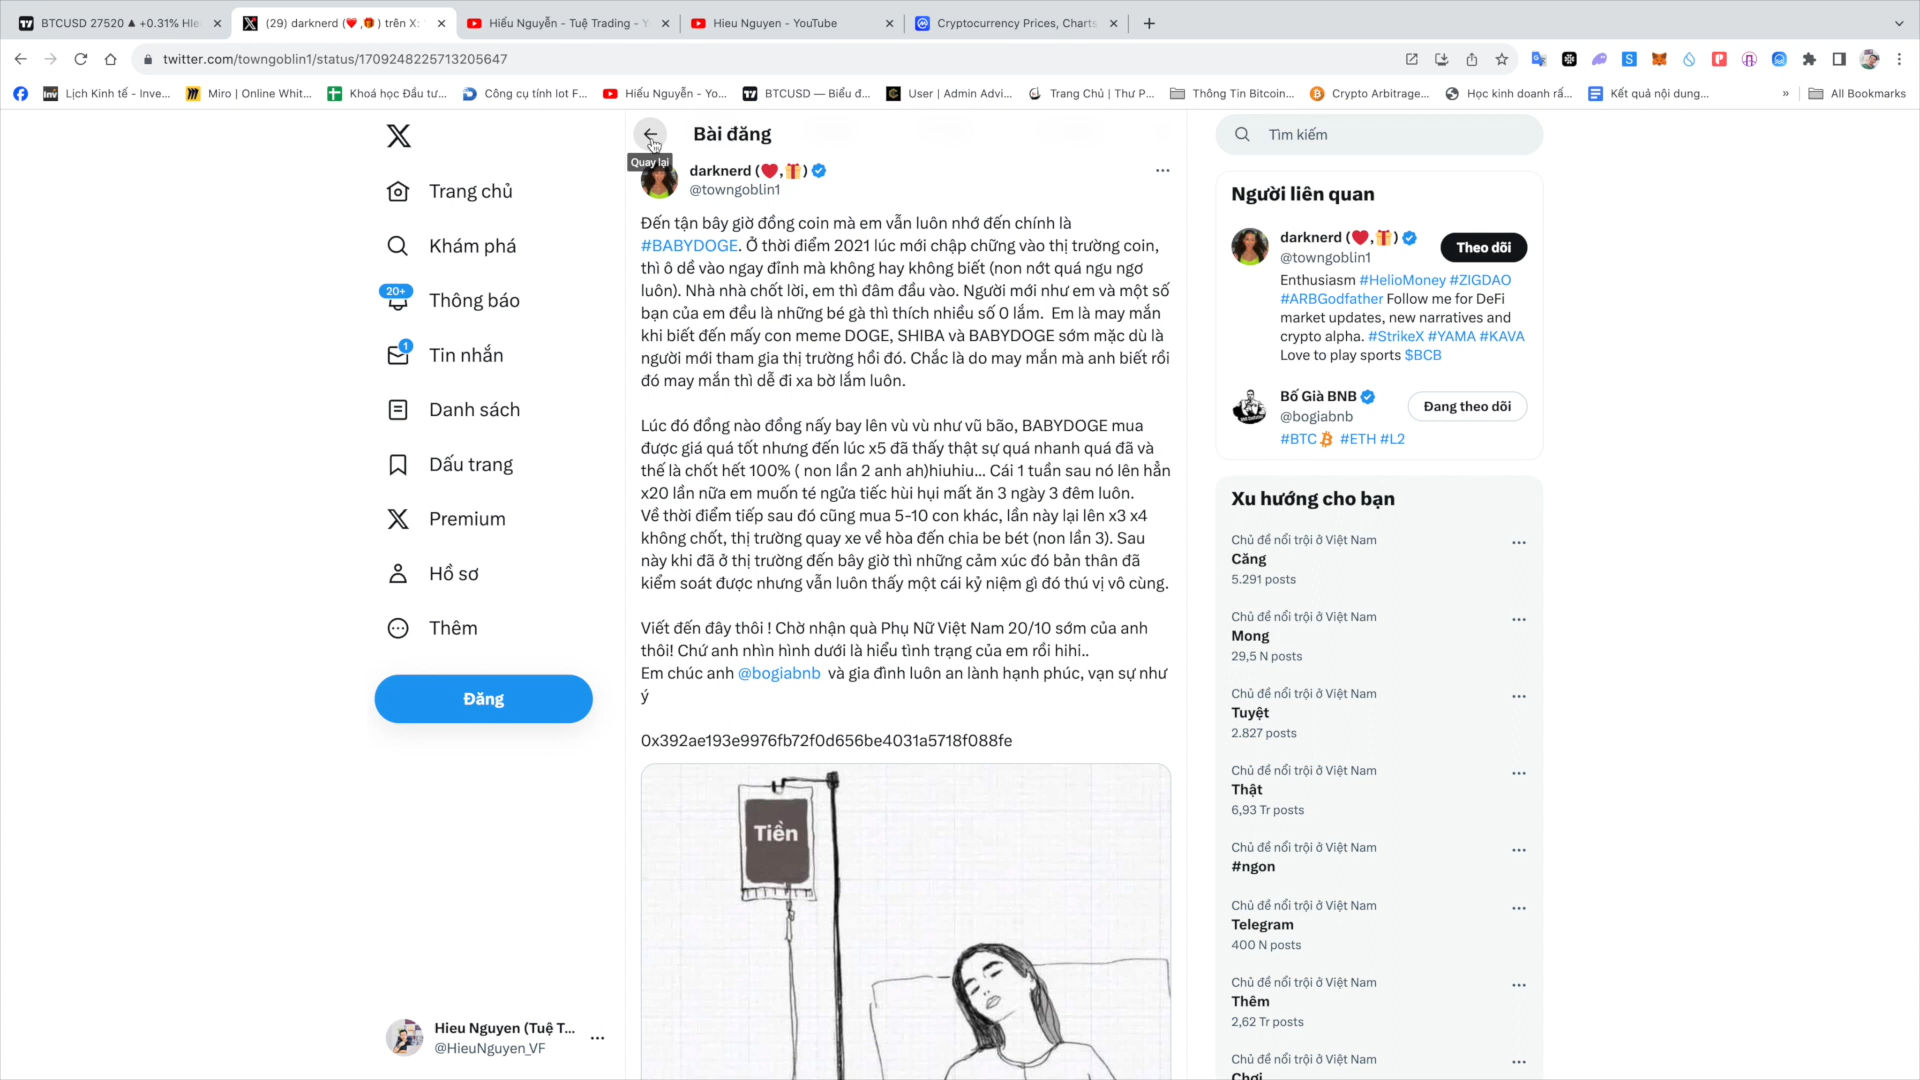 BTCUSD 27520 ▲ +0.31% Hie
(29) darknerd (❤️,🎁) trên X:
Hiếu Nguyễn - Tuệ Trading - Y
Hieu Nguyen - YouTube
Cryptocurrency Prices, Charts
twitter.com/towngoblin1/status/1709248225713205647
Lịch Kinh tế - Inve...
Miro | Online Whit...
Khoá học Đầu tư...
Công cụ tính lot F...
Hiếu Nguyễn - Yo...
BTCUSD — Biểu đ...
User | Admin Advi...
Trang Chủ | Thư P...
Thông Tin Bitcoin...
Crypto Arbitrage...
Học kinh doanh rấ...
Kết quả nội dung...
»
All Bookmarks
Trang chủ
Khám phá
20+
Thông báo
1
Tin nhắn
Danh sách
Dấu trang
Premium
Hồ sơ
Thêm
Đăng
Hieu Nguyen (Tuệ T...
@HieuNguyen_VF
Bài đăng
Quay lại
darknerd (❤️,🎁)
@towngoblin1
Đến tận bây giờ đồng coin mà em vẫn luôn nhớ đến chính là
#BABYDOGE. Ở thời điểm 2021 lúc mới chập chững vào thị trường coin,
thì ô dề vào ngay đỉnh mà không hay không biết (non nớt quá ngu ngơ
luôn). Nhà nhà chốt lời, em thì đâm đầu vào. Người mới như em và một số
bạn của em đều là những bé gà thì thích nhiều số 0 lắm.  Em là may mắn
khi biết đến mấy con meme DOGE, SHIBA và BABYDOGE sớm mặc dù là
người mới tham gia thị trường hồi đó. Chắc là do may mắn mà anh biết rồi
đó may mắn thì dễ đi xa bờ lắm luôn.
Lúc đó đồng nào đồng nấy bay lên vù vù như vũ bão, BABYDOGE mua
được giá quá tốt nhưng đến lúc x5 đã thấy thật sự quá nhanh quá đã và
thế là chốt hết 100% ( non lần 2 anh ah)hiuhiu... Cái 1 tuần sau nó lên hẳn
x20 lần nữa em muốn té ngửa tiếc hùi hụi mất ăn 3 ngày 3 đêm luôn.
Về thời điểm tiếp sau đó cũng mua 5-10 con khác, lần này lại lên x3 x4
không chốt, thị trường quay xe về hòa đến chia be bét (non lần 3). Sau
này khi đã ở thị trường đến bây giờ thì những cảm xúc đó bản thân đã
kiểm soát được nhưng vẫn luôn thấy một cái kỷ niệm gì đó thú vị vô cùng.
Viết đến đây thôi ! Chờ nhận quà Phụ Nữ Việt Nam 20/10 sớm của anh
thôi! Chứ anh nhìn hình dưới là hiểu tình trạng của em rồi hihi..
Em chúc anh @bogiabnb  và gia đình luôn an lành hạnh phúc, vạn sự như
ý
0x392ae193e9976fb72f0d656be4031a5718f088fe
Tiền
Tìm kiếm
Người liên quan
darknerd (❤️,🎁)
@towngoblin1
Theo dõi
Enthusiasm #HelioMoney #ZIGDAO
#ARBGodfather Follow me for DeFi
market updates, new narratives and
crypto alpha. #StrikeX #YAMA #KAVA
Love to play sports $BCB
Bố Già BNB
@bogiabnb
Đang theo dõi
#BTC #ETH #L2
Xu hướng cho bạn
Chủ đề nổi trội ở Việt Nam
Căng
5.291 posts
Chủ đề nổi trội ở Việt Nam
Mong
29,5 N posts
Chủ đề nổi trội ở Việt Nam
Tuyệt
2.827 posts
Chủ đề nổi trội ở Việt Nam
Thật
6,93 Tr posts
Chủ đề nổi trội ở Việt Nam
#ngon
Chủ đề nổi trội ở Việt Nam
Telegram
400 N posts
Chủ đề nổi trội ở Việt Nam
Thêm
2,62 Tr posts
Chủ đề nổi trội ở Việt Nam
Chơi